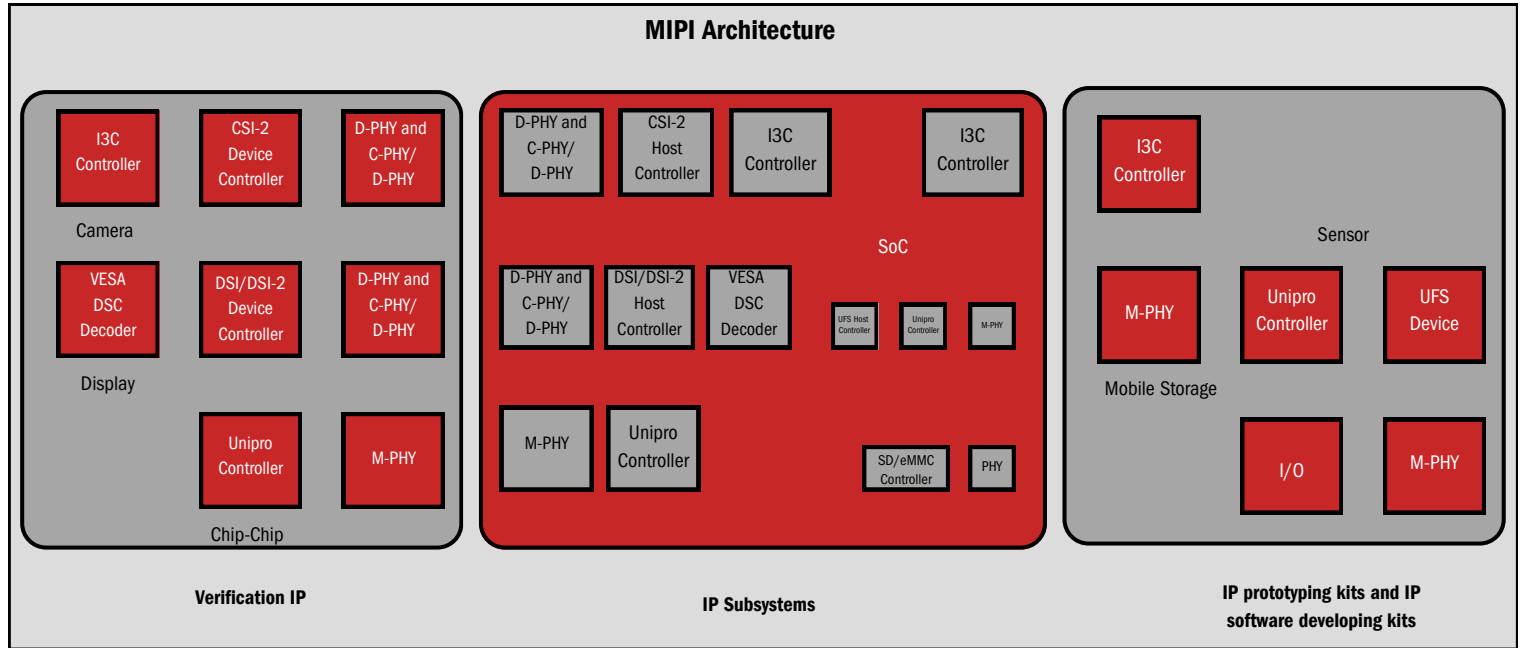 MIPI Architecture
I3C
Controller
CSI-2
Device
Controller
D-PHY and
C-PHY/
D-PHY
Camera
VESA
DSC
Decoder
DSI/DSI-2
Device
Controller
D-PHY and
C-PHY/
D-PHY
Display
Unipro
Controller
M-PHY
Chip-Chip
Verification IP
D-PHY and
C-PHY/
D-PHY
CSI-2
Host
Controller
I3C
Controller
I3C
Controller
SoC
D-PHY and
C-PHY/
D-PHY
DSI/DSI-2
Host
Controller
VESA
DSC
Decoder
UFS Host
Controller
Unipro
Controller
M-PHY
M-PHY
Unipro
Controller
SD/eMMC
Controller
PHY
IP Subsystems
I3C
Controller
Sensor
M-PHY
Unipro
Controller
UFS
Device
Mobile Storage
I/O
M-PHY
IP prototyping kits and IP
software developing kits